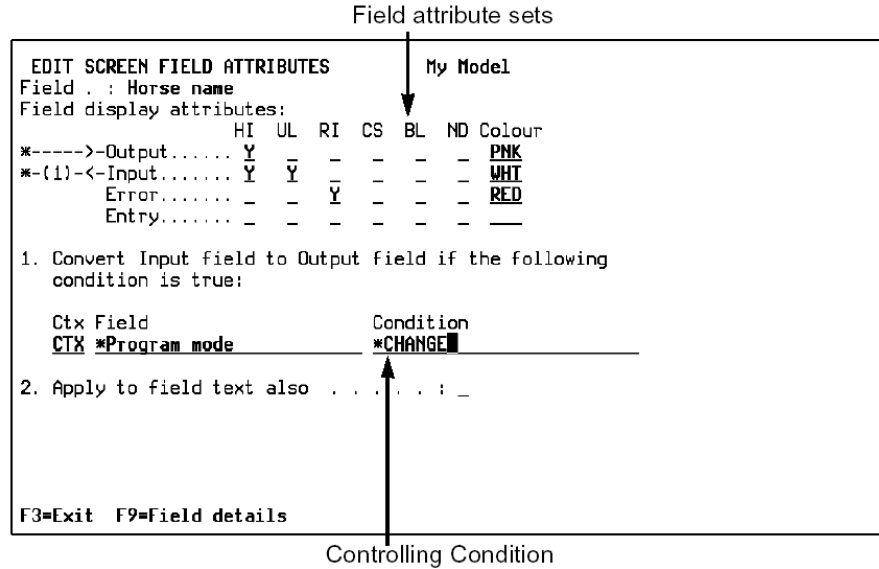 Field attribute sets
EDIT SCREEN FIELD ATTRIBUTES My Model
Field . : Horse name
Field display attributes:
HI UL RI CS BL ND Colour
*----->-Output...... Y _ _ _ _ _ PNK
*-(1)-<-Input....... Y Y _ _ _ _ WHT
Error....... _ _ Y _ _ _ RED
Entry....... _ _ _ _ _ _ ___
1. Convert Input field to Output field if the following
condition is true:
Ctx Field Condition
CTX *Program mode *CHANGE
2. Apply to field text also . . . . . : _
F3=Exit F9=Field details
Controlling Condition